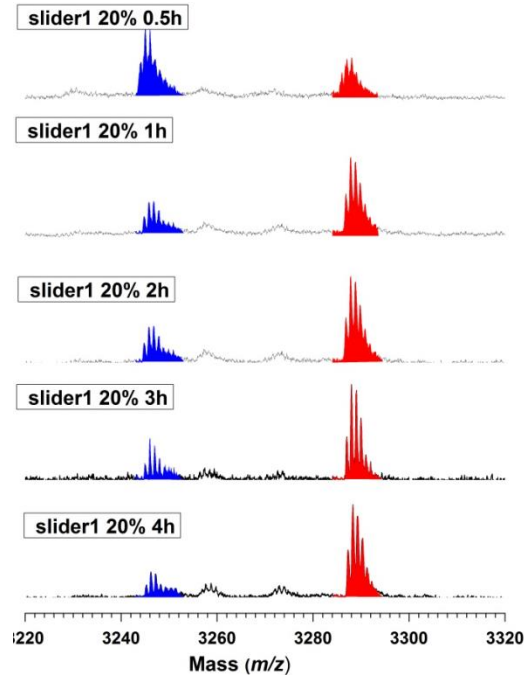 slider1 20% 0.5h
slider1 20% 1h
slider1 20% 2h
slider1 20% 3h
slider1 20% 4h
3220 3240 3260 3280 3300 3320
Mass (m/z)